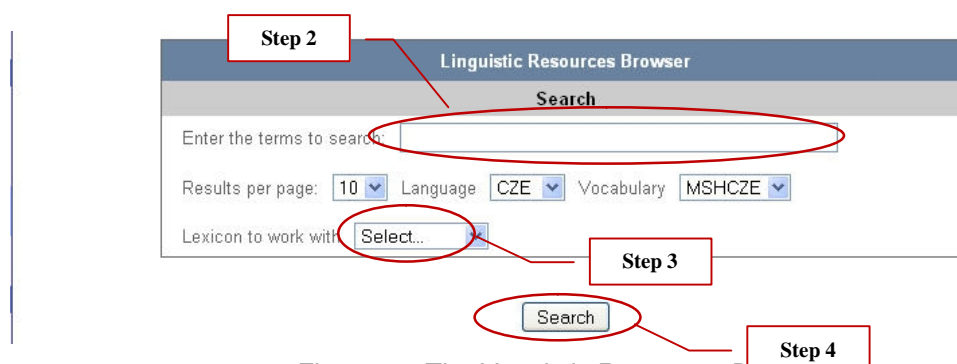 Step 2
Linguistic Resources Browser
Search
Enter the terms to search:
Results per page: 10 Language CZE Vocabulary MSHCZE
Lexicon to work with Select...
Step 3
Search
Step 4